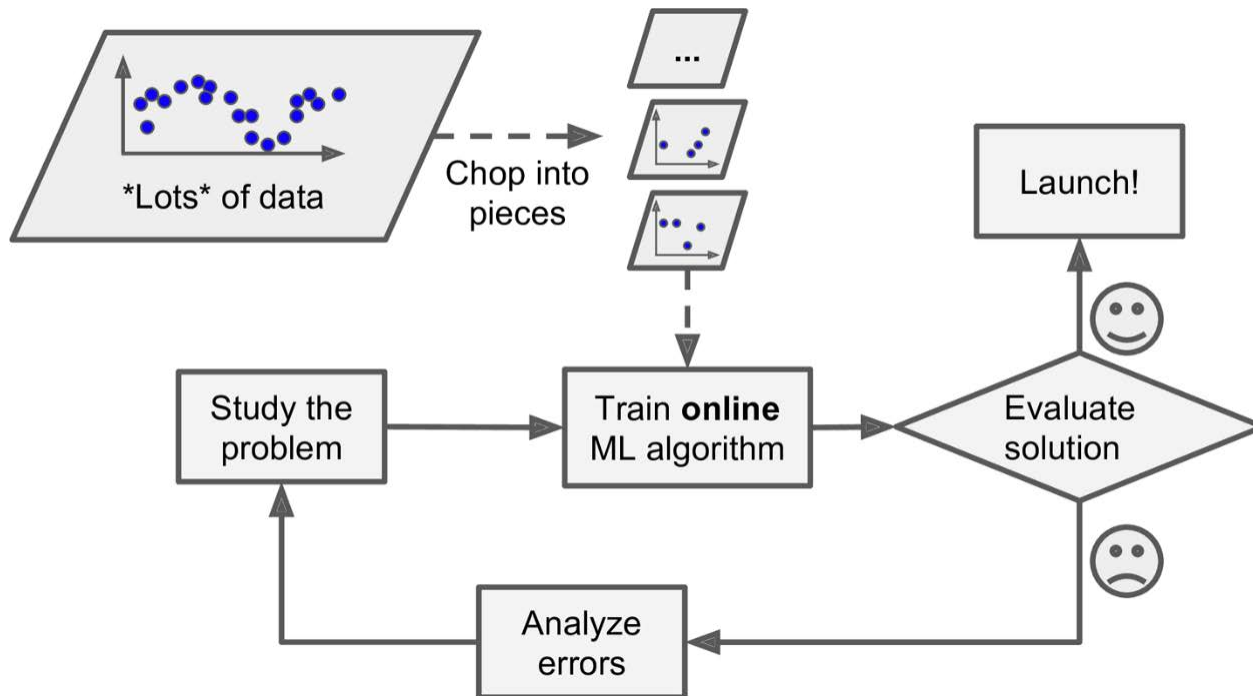 ...
*Lots* of data
Chop into
pieces
Launch!
Study the
problem
Train online
ML algorithm
Evaluate
solution
Analyze
errors